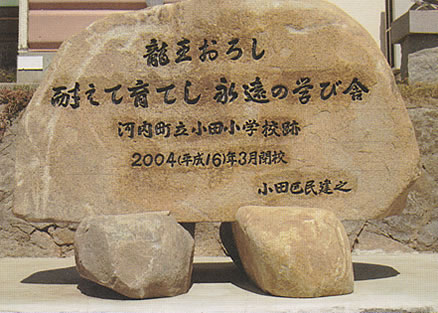 龍王おろし
耐えて育てし 永遠の学び舎
河内町立小田小学校跡
2004(平成16)年3月閉校
小田邑民建之